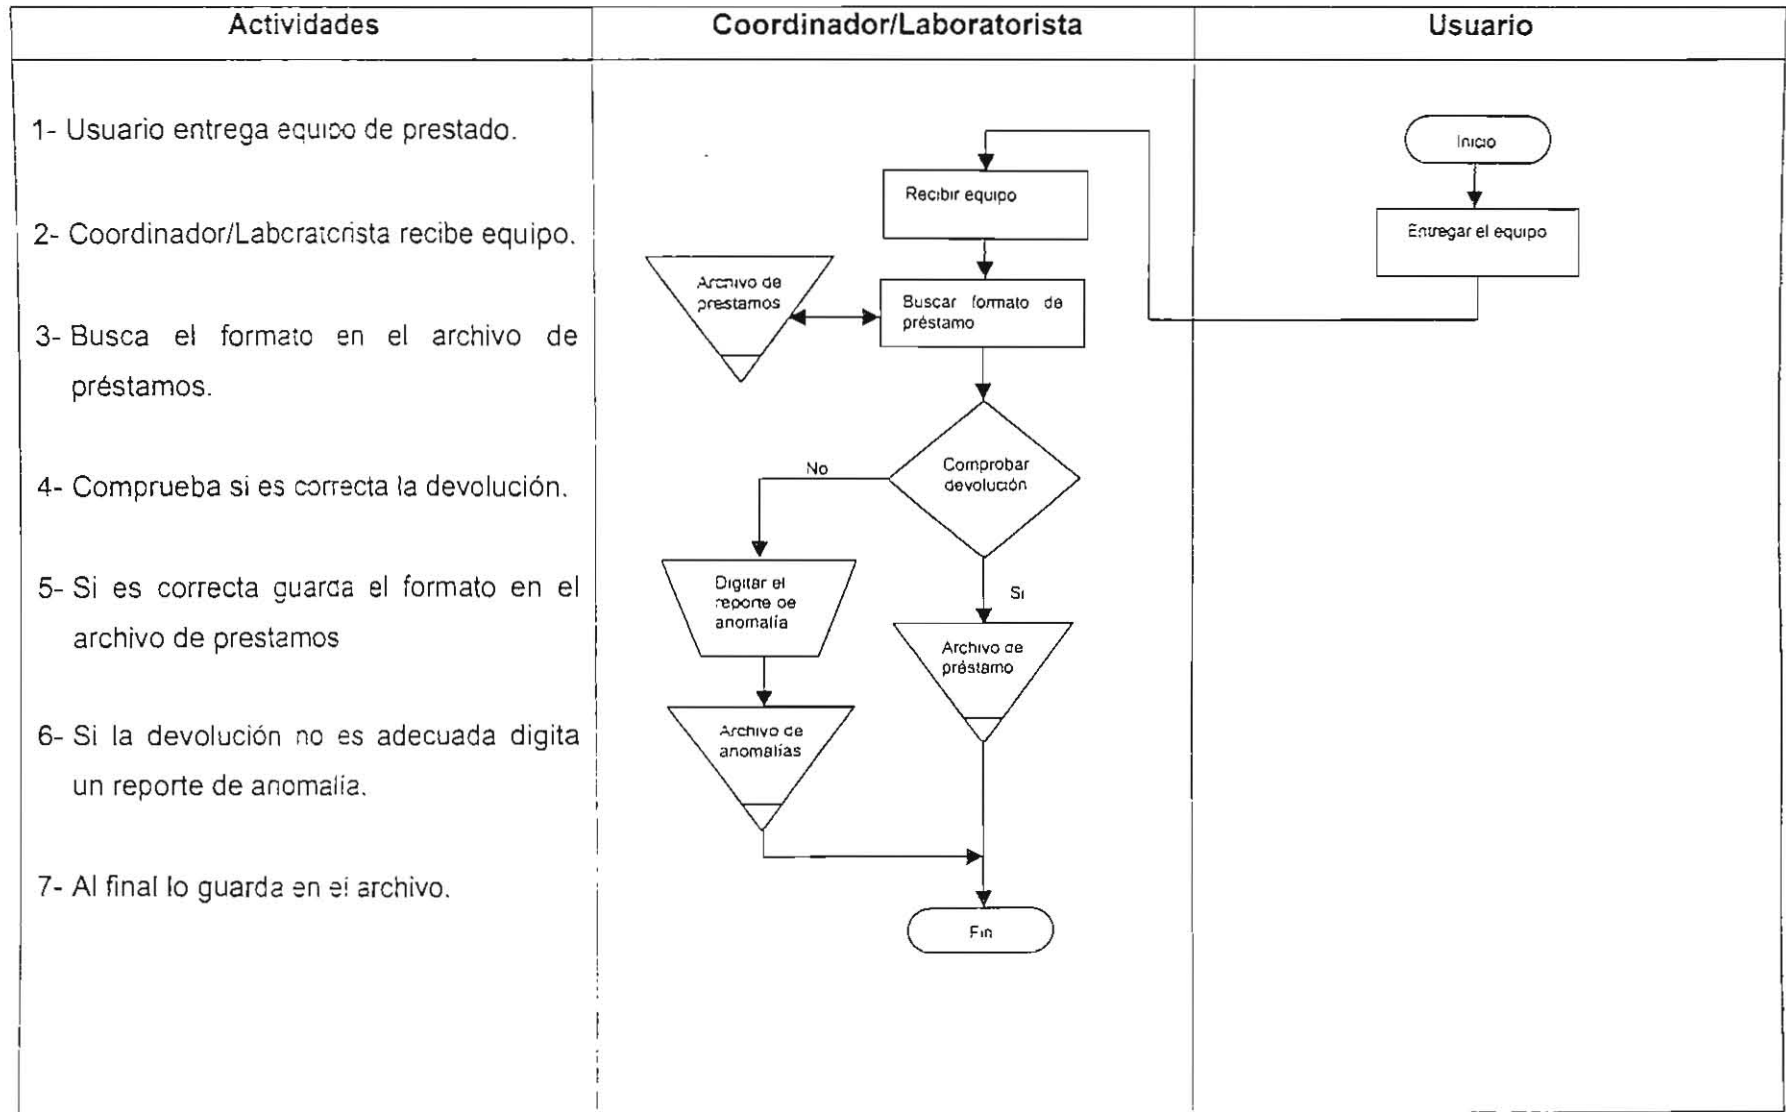 Actividades
Coordinador/Laboratorista
Usuario
1- Usuario entrega equipo de prestado.
2- Coordinador/Laboratorista recibe equipo.
3- Busca el formato en el archivo de
préstamos.
4- Comprueba si es correcta la devolución.
5- Si es correcta guarda el formato en el
archivo de prestamos
6- Si la devolución no es adecuada digita
un reporte de anomalía.
7- Al final lo guarda en el archivo.
Recibir equipo
Archivo de
prestamos
Buscar formato de
préstamo
Comprobar
devolución
No
Si
Digitar el
reporte de
anomalía
Archivo de
préstamo
Archivo de
anomalías
Fin
Inicio
Entregar el equipo